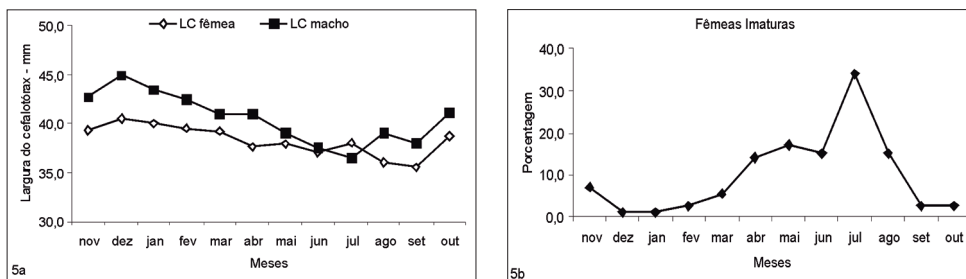 50,0
LC fêmea
LC macho
45,0
40,0
35,0
30,0
Largura do cefalotórax - mm
nov dez jan fev mar abr mai jun jul ago set out
Meses
5a
Fêmeas Imaturas
40,0
30,0
20,0
10,0
0,0
Porcentagem
nov dez jan fev mar abr mai jun jul ago set out
Meses
5b